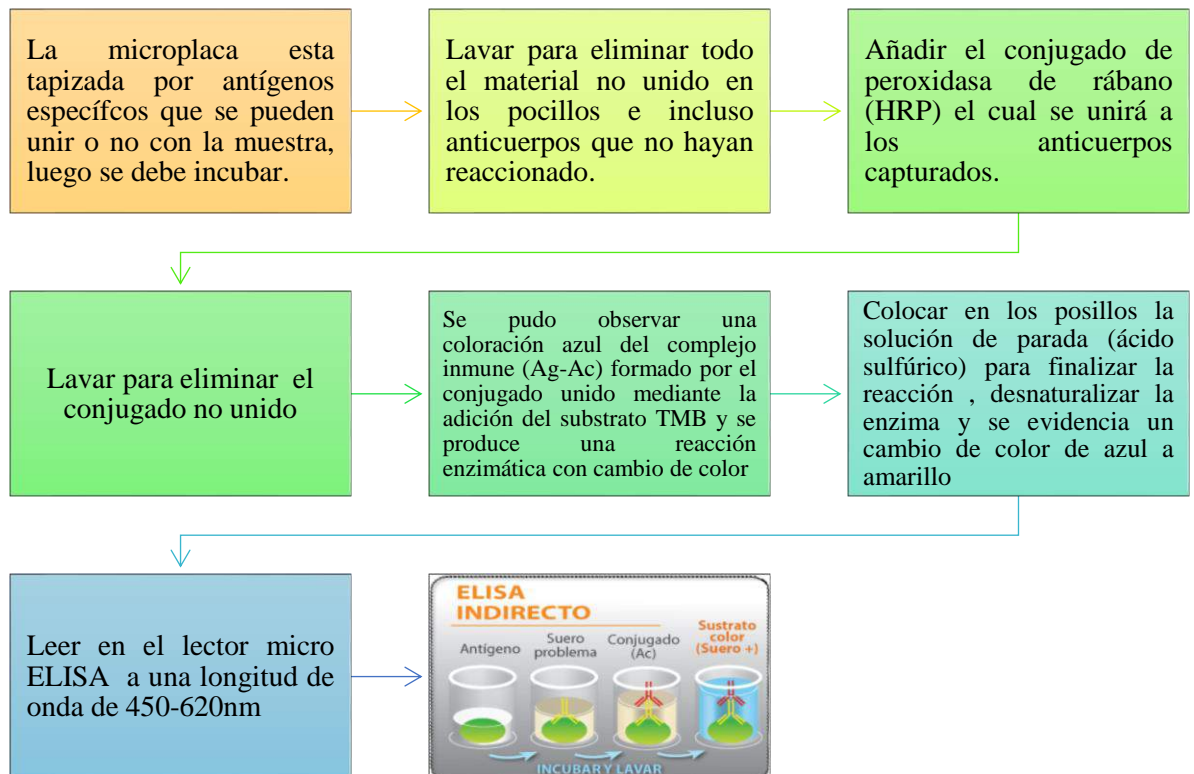 La microplaca esta
tapizada por antígenos
específcos que se pueden
unir o no con la muestra,
luego se debe incubar.
Lavar para eliminar todo
el material no unido en
los pocillos e incluso
anticuerpos que no hayan
reaccionado.
Añadir el conjugado de
peroxidasa de rábano
(HRP) el cual se unirá a
los anticuerpos
capturados.
Lavar para eliminar el
conjugado no unido
Se pudo observar una
coloración azul del complejo
inmune (Ag-Ac) formado por el
conjugado unido mediante la
adición del substrato TMB y se
produce una reacción
enzimática con cambio de color
Colocar en los posillos la
solución de parada (ácido
sulfúrico) para finalizar la
reacción , desnaturalizar la
enzima y se evidencia un
cambio de color de azul a
amarillo
Leer en el lector micro
ELISA a una longitud de
onda de 450-620nm
ELISA
INDIRECTO
Antígeno
Suero
problema
Conjugado
(Ac)
Sustrato
color
(Suero +)
INCUBAR Y LAVAR